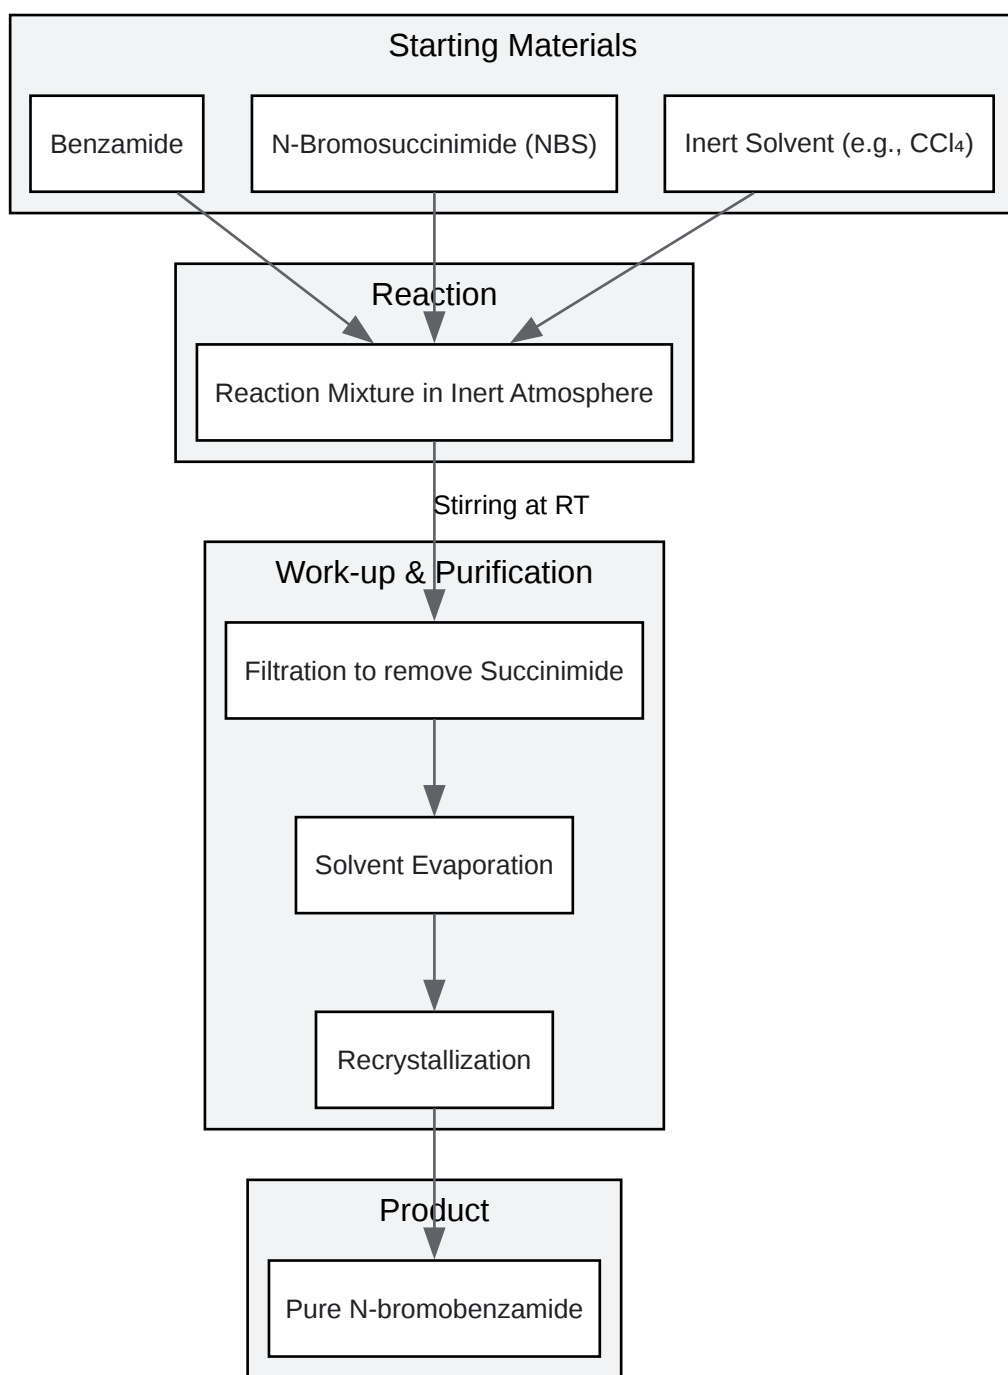 Starting Materials
Benzamide
N-Bromosuccinimide (NBS)
Inert Solvent (e.g., CCl₄)
Reaction
Reaction Mixture in Inert Atmosphere
Stirring at RT
Work-up & Purification
Filtration to remove Succinimide
Solvent Evaporation
Recrystallization
Product
Pure N-bromobenzamide